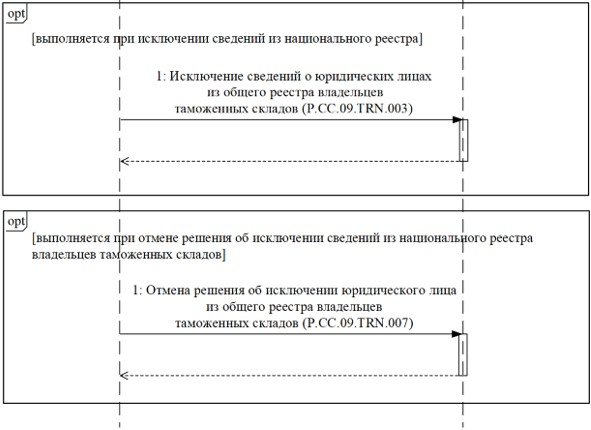 opt
[выполняется при исключении сведений из национального реестра]
1: Исключение сведений о юридических лицах
из общего реестра владельцев
таможенных складов (P.CC.09.TRN.003)
opt
[выполняется при отмене решения об исключении сведений из национального реестра
владельцев таможенных складов]
1: Отмена решения об исключении юридического лица
из общего реестра владельцев
таможенных складов (P.CC.09.TRN.007)